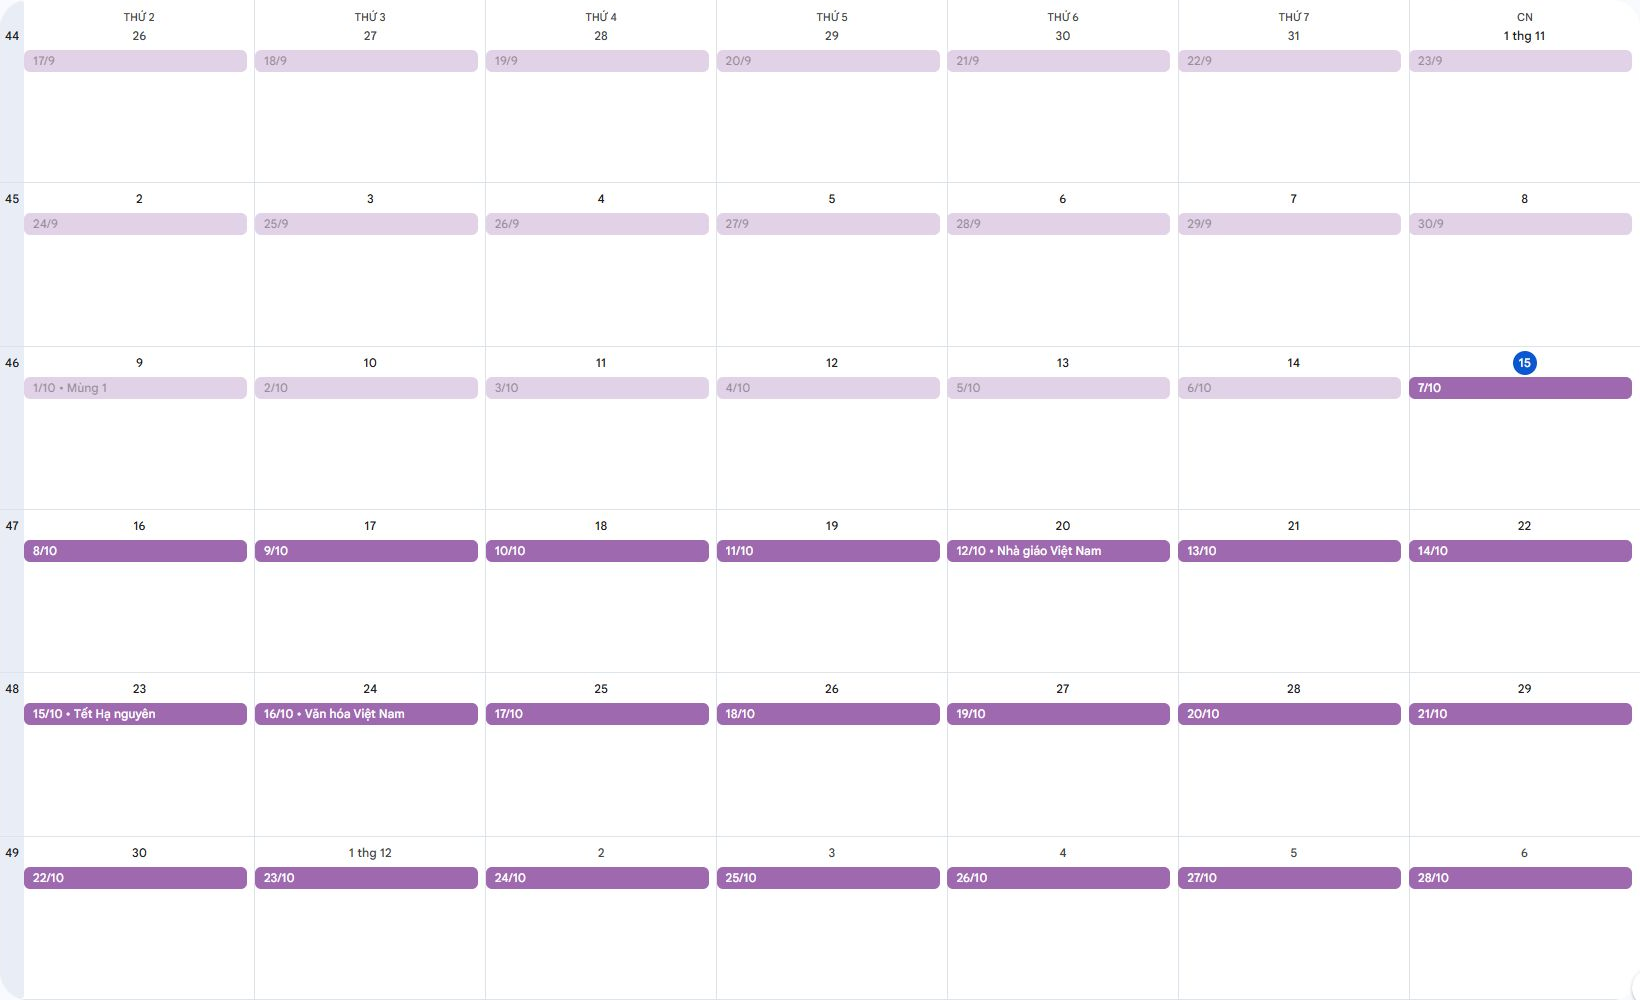 THỨ 2 THỨ 3 THỨ 4 THỨ 5 THỨ 6 THỨ 7 CN
44 26 27 28 29 30 31 1 thg 11
17/9 18/9 19/9 20/9 21/9 22/9 23/9
45 2 3 4 5 6 7 8
24/9 25/9 26/9 27/9 28/9 29/9 30/9
46 9 10 11 12 13 14 15
1/10 • Mùng 1 2/10 3/10 4/10 5/10 6/10 7/10
47 16 17 18 19 20 21 22
8/10 9/10 10/10 11/10 12/10 • Nhà giáo Việt Nam 13/10 14/10
48 23 24 25 26 27 28 29
15/10 • Tết Hạ nguyên 16/10 • Văn hóa Việt Nam 17/10 18/10 19/10 20/10 21/10
49 30 1 thg 12 2 3 4 5 6
22/10 23/10 24/10 25/10 26/10 27/10 28/10